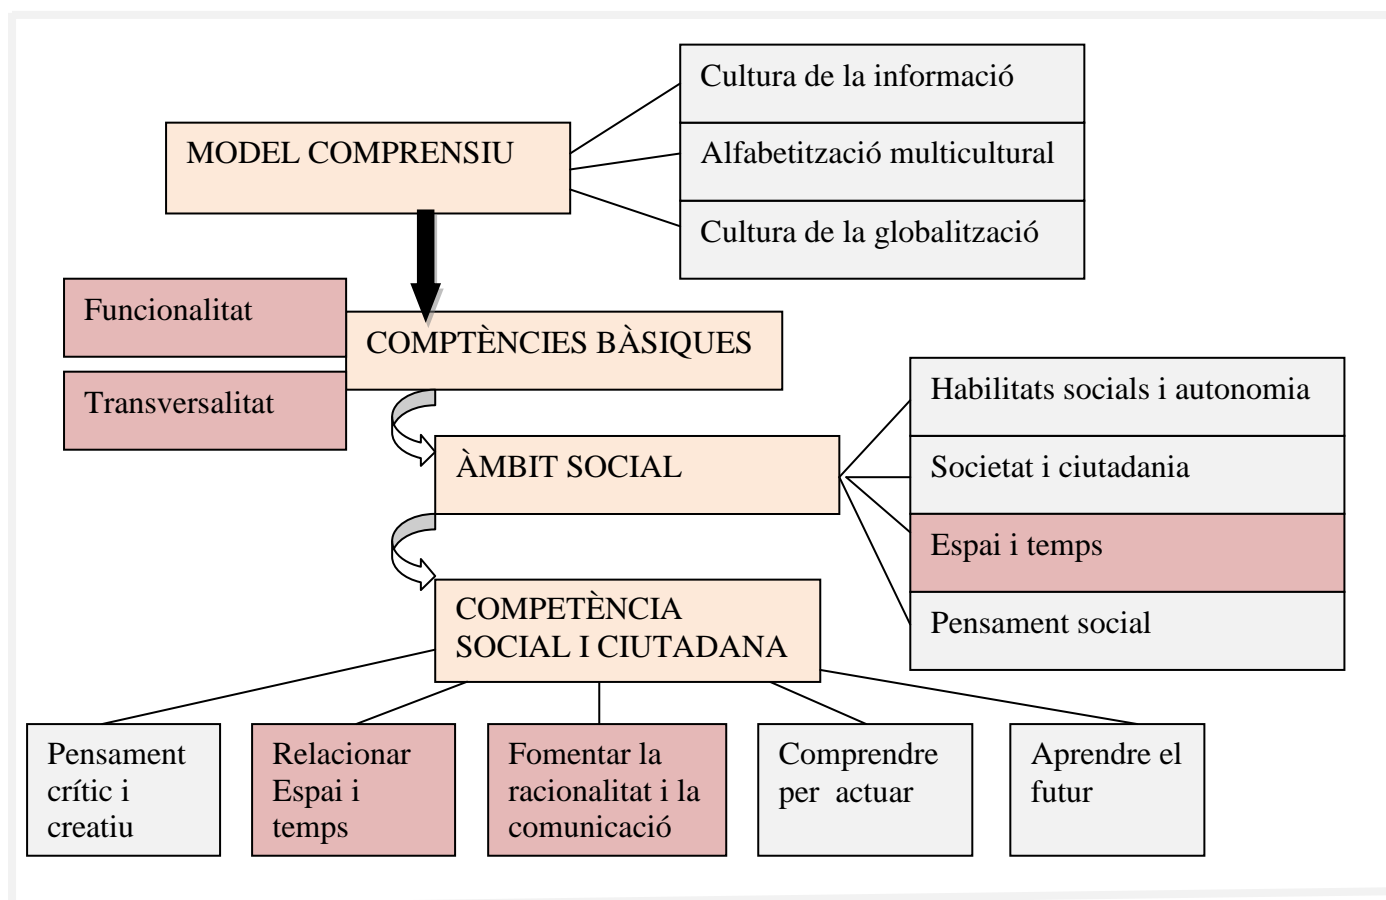 Cultura de la informació
MODEL COMPRENSIU
Alfabetització multicultural
Cultura de la globalització
Funcionalitat
COMPTÈNCIES BÀSIQUES
Transversalitat
Habilitats socials i autonomia
ÀMBIT SOCIAL
Societat i ciutadania
Espai i temps
Pensament social
COMPETÈNCIA
SOCIAL I CIUTADANA
Pensament
crític i
creatiu
Relacionar
Espai i
temps
Fomentar la
racionalitat i la
comunicació
Comprendre
per  actuar
Aprendre el
futur